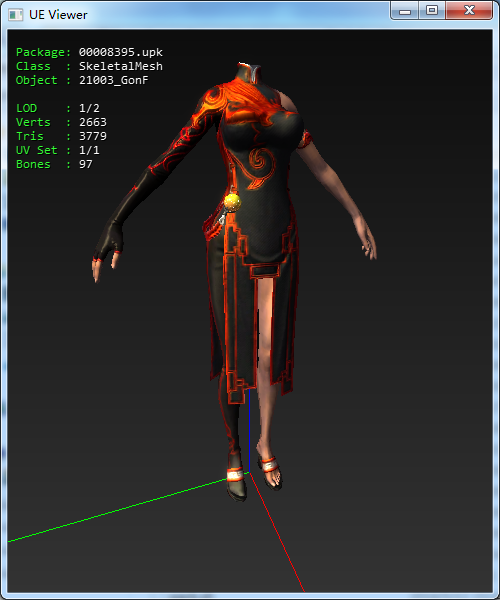 UE Viewer
Package: 00008395.upk
Class : SkeletalMesh
Object : 21003_GonF
LOD : 1/2
Verts : 2663
Tris : 3779
UV Set : 1/1
Bones : 97